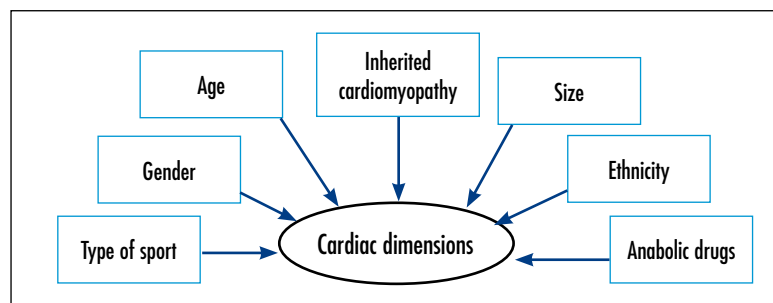 Inherited
cardiomyopathy
Age
Size
Gender
Ethnicity
Type of sport
Cardiac dimensions
Anabolic drugs